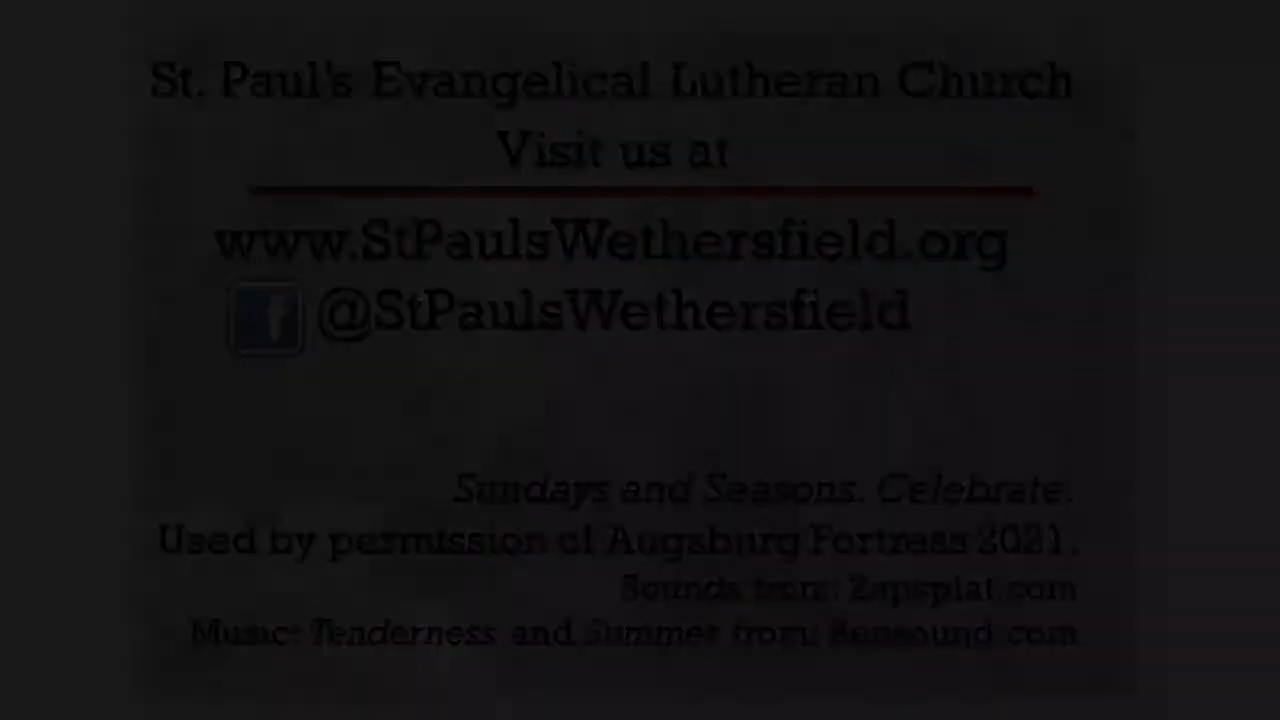 St. Paul's Evangelical Lutheran Church
Visit us at
www.StPaulsWethersfield.org
f @StPaulsWethersfield
Sundays and Seasons. Celebrate.
Used by permission of Augsburg Fortress 2021.
Sounds from: Zapsplat.com
Music: Tenderness and Summer from: Bensound.com